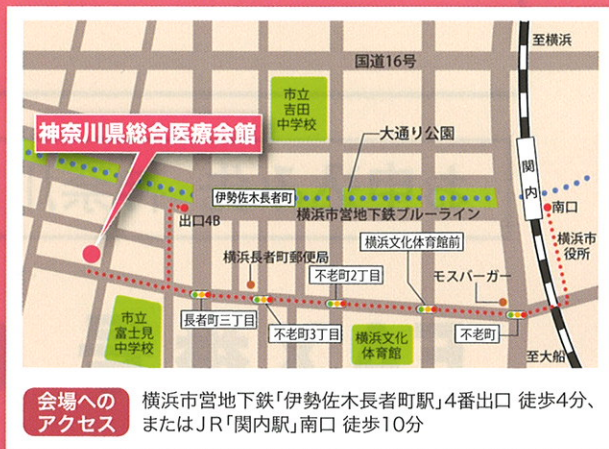 至横浜
国道16号
市立
吉田
中学校
神奈川県総合医療会館
大通り公園
関内
伊勢佐木長者町
横浜市営地下鉄ブルーライン
出口4B
南口
横浜市
役所
横浜文化体育館前
横浜長者町郵便局
不老町2丁目
モスバーガー
長者町三丁目
不老町3丁目
不老町
市立
富士見
中学校
横浜文化
体育館
至大船
会場への
アクセス
横浜市営地下鉄「伊勢佐木長者町駅」4番出口 徒歩4分、
またはJR「関内駅」南口 徒歩10分